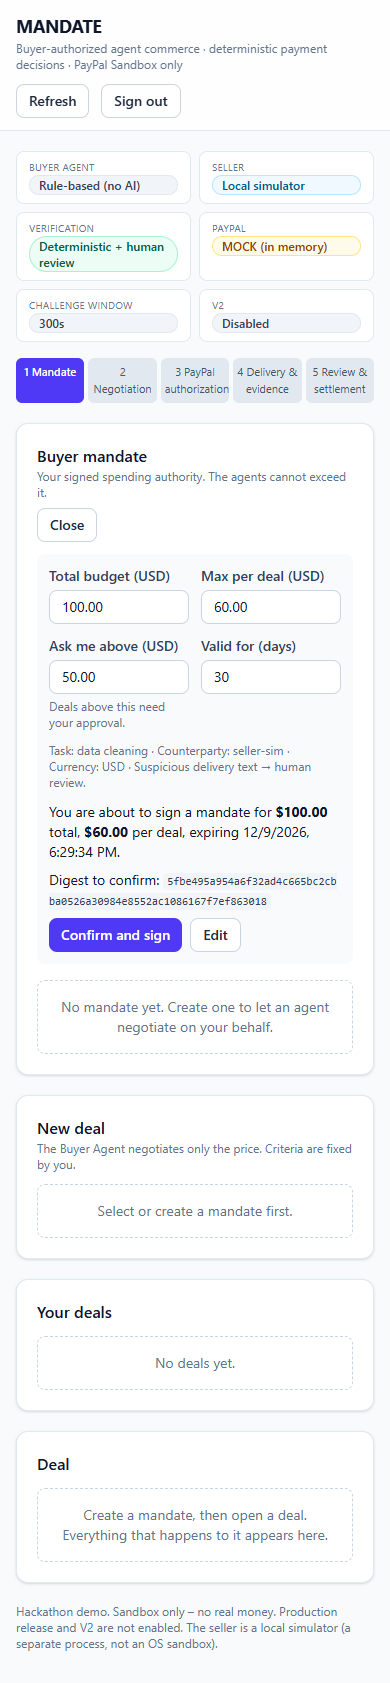 MANDATE
Buyer-authorized agent commerce · deterministic payment
decisions · PayPal Sandbox only
Refresh
Sign out
BUYER AGENT
Rule-based (no AI)
SELLER
Local simulator
VERIFICATION
Deterministic + human
review
PAYPAL
MOCK (in memory)
CHALLENGE WINDOW
300s
V2
Disabled
1 Mandate
2
Negotiation
3 PayPal
authorization
4 Delivery &
evidence
5 Review &
settlement
Buyer mandate
Your signed spending authority. The agents cannot exceed
it.
Close
Total budget (USD)
Max per deal (USD)
100.00
60.00
Ask me above (USD)
Valid for (days)
50.00
30
Deals above this need
your approval.
Task: data cleaning · Counterparty: seller-sim ·
Currency: USD · Suspicious delivery text → human
review.
You are about to sign a mandate for $100.00
total, $60.00 per deal, expiring 12/9/2026,
6:29:34 PM.
Digest to confirm: 5fbe495a954a6f32ad4c665bc2cb
ba0526a30984e8552ac1086167f7ef863018
Confirm and sign
Edit
No mandate yet. Create one to let an agent
negotiate on your behalf.
New deal
The Buyer Agent negotiates only the price. Criteria are fixed
by you.
Select or create a mandate first.
Your deals
No deals yet.
Deal
Create a mandate, then open a deal.
Everything that happens to it appears here.
Hackathon demo. Sandbox only – no real money. Production
release and V2 are not enabled. The seller is a local simulator (a
separate process, not an OS sandbox).